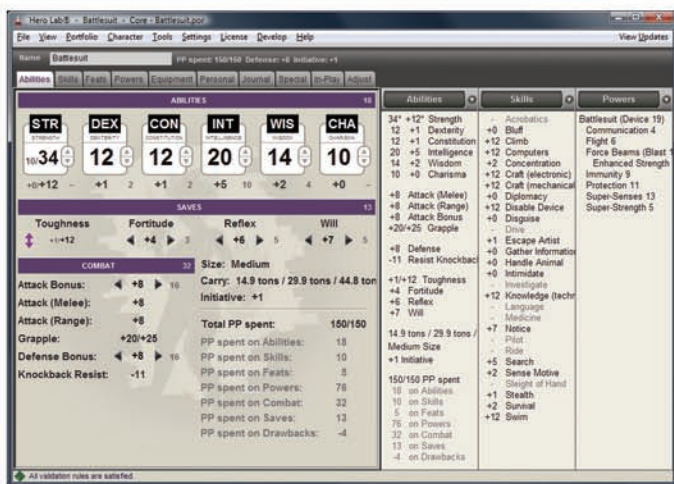 Hero Lab® - Battlesuit - Core - Battlesuit.por
File View Portfolio Character Tools Settings License Develop Help View Updates
Name Battlesuit PP spent: 150/150 Defense: +8 Initiative: +1
Abilities Skills Feats Powers Equipment Personal Journal Special In-Play Adjust
ABILITIES 18
STR DEX CON INT WIS CHA
STRENGTH DEXTERITY CONSTITUTION INTELLIGENCE WISDOM CHARISMA
10/34 12 12 20 14 10
+0/+12 - +1 2 +1 2 +5 10 +2 4 +0 -
SAVES 13
Toughness Fortitude Reflex Will
+1/+12 +4 3 +6 5 +7 5
COMBAT 32
Attack Bonus: +8 16
Attack (Melee): +8
Attack (Range): +8
Grapple: +20/+25
Defense Bonus: +8 16
Knockback Resist: -11
Size: Medium
Carry: 14.9 tons / 29.9 tons / 44.8 ton
Initiative: +1
Total PP spent: 150/150
PP spent on Abilities: 18
PP spent on Skills: 10
PP spent on Feats: 5
PP spent on Powers: 76
PP spent on Combat: 32
PP spent on Saves: 13
PP spent on Drawbacks: -4
Abilities
34* +12* Strength
12 +1 Dexterity
12 +1 Constitution
20 +5 Intelligence
14 +2 Wisdom
10 +0 Charisma
+8 Attack (Melee)
+8 Attack (Range)
+8 Attack Bonus
+20/+25 Grapple
+8 Defense
-11 Resist Knockback
+1/+12 Toughness
+4 Fortitude
+6 Reflex
+7 Will
14.9 tons / 29.9 tons /
Medium Size
+1 Initiative
150/150 PP spent
18 on Abilities
10 on Skills
5 on Feats
76 on Powers
32 on Combat
13 on Saves
-4 on Drawbacks
Skills
- Acrobatics
+0 Bluff
+12 Climb
+12 Computers
+2 Concentration
+12 Craft (electronic)
+12 Craft (mechanical
+0 Diplomacy
+12 Disable Device
+0 Disguise
- Drive
+1 Escape Artist
+0 Gather Information
+0 Handle Animal
+0 Intimidate
- Investigate
+12 Knowledge (techn
- Language
- Medicine
+7 Notice
- Pilot
- Ride
+5 Search
+2 Sense Motive
- Sleight of Hand
+1 Stealth
+2 Survival
+12 Swim
Powers
Battlesuit (Device 19)
Communication 4
Flight 6
Force Beams (Blast 1
Enhanced Strength
Immunity 9
Protection 11
Super-Senses 13
Super-Strength 5
All validation rules are satisfied.